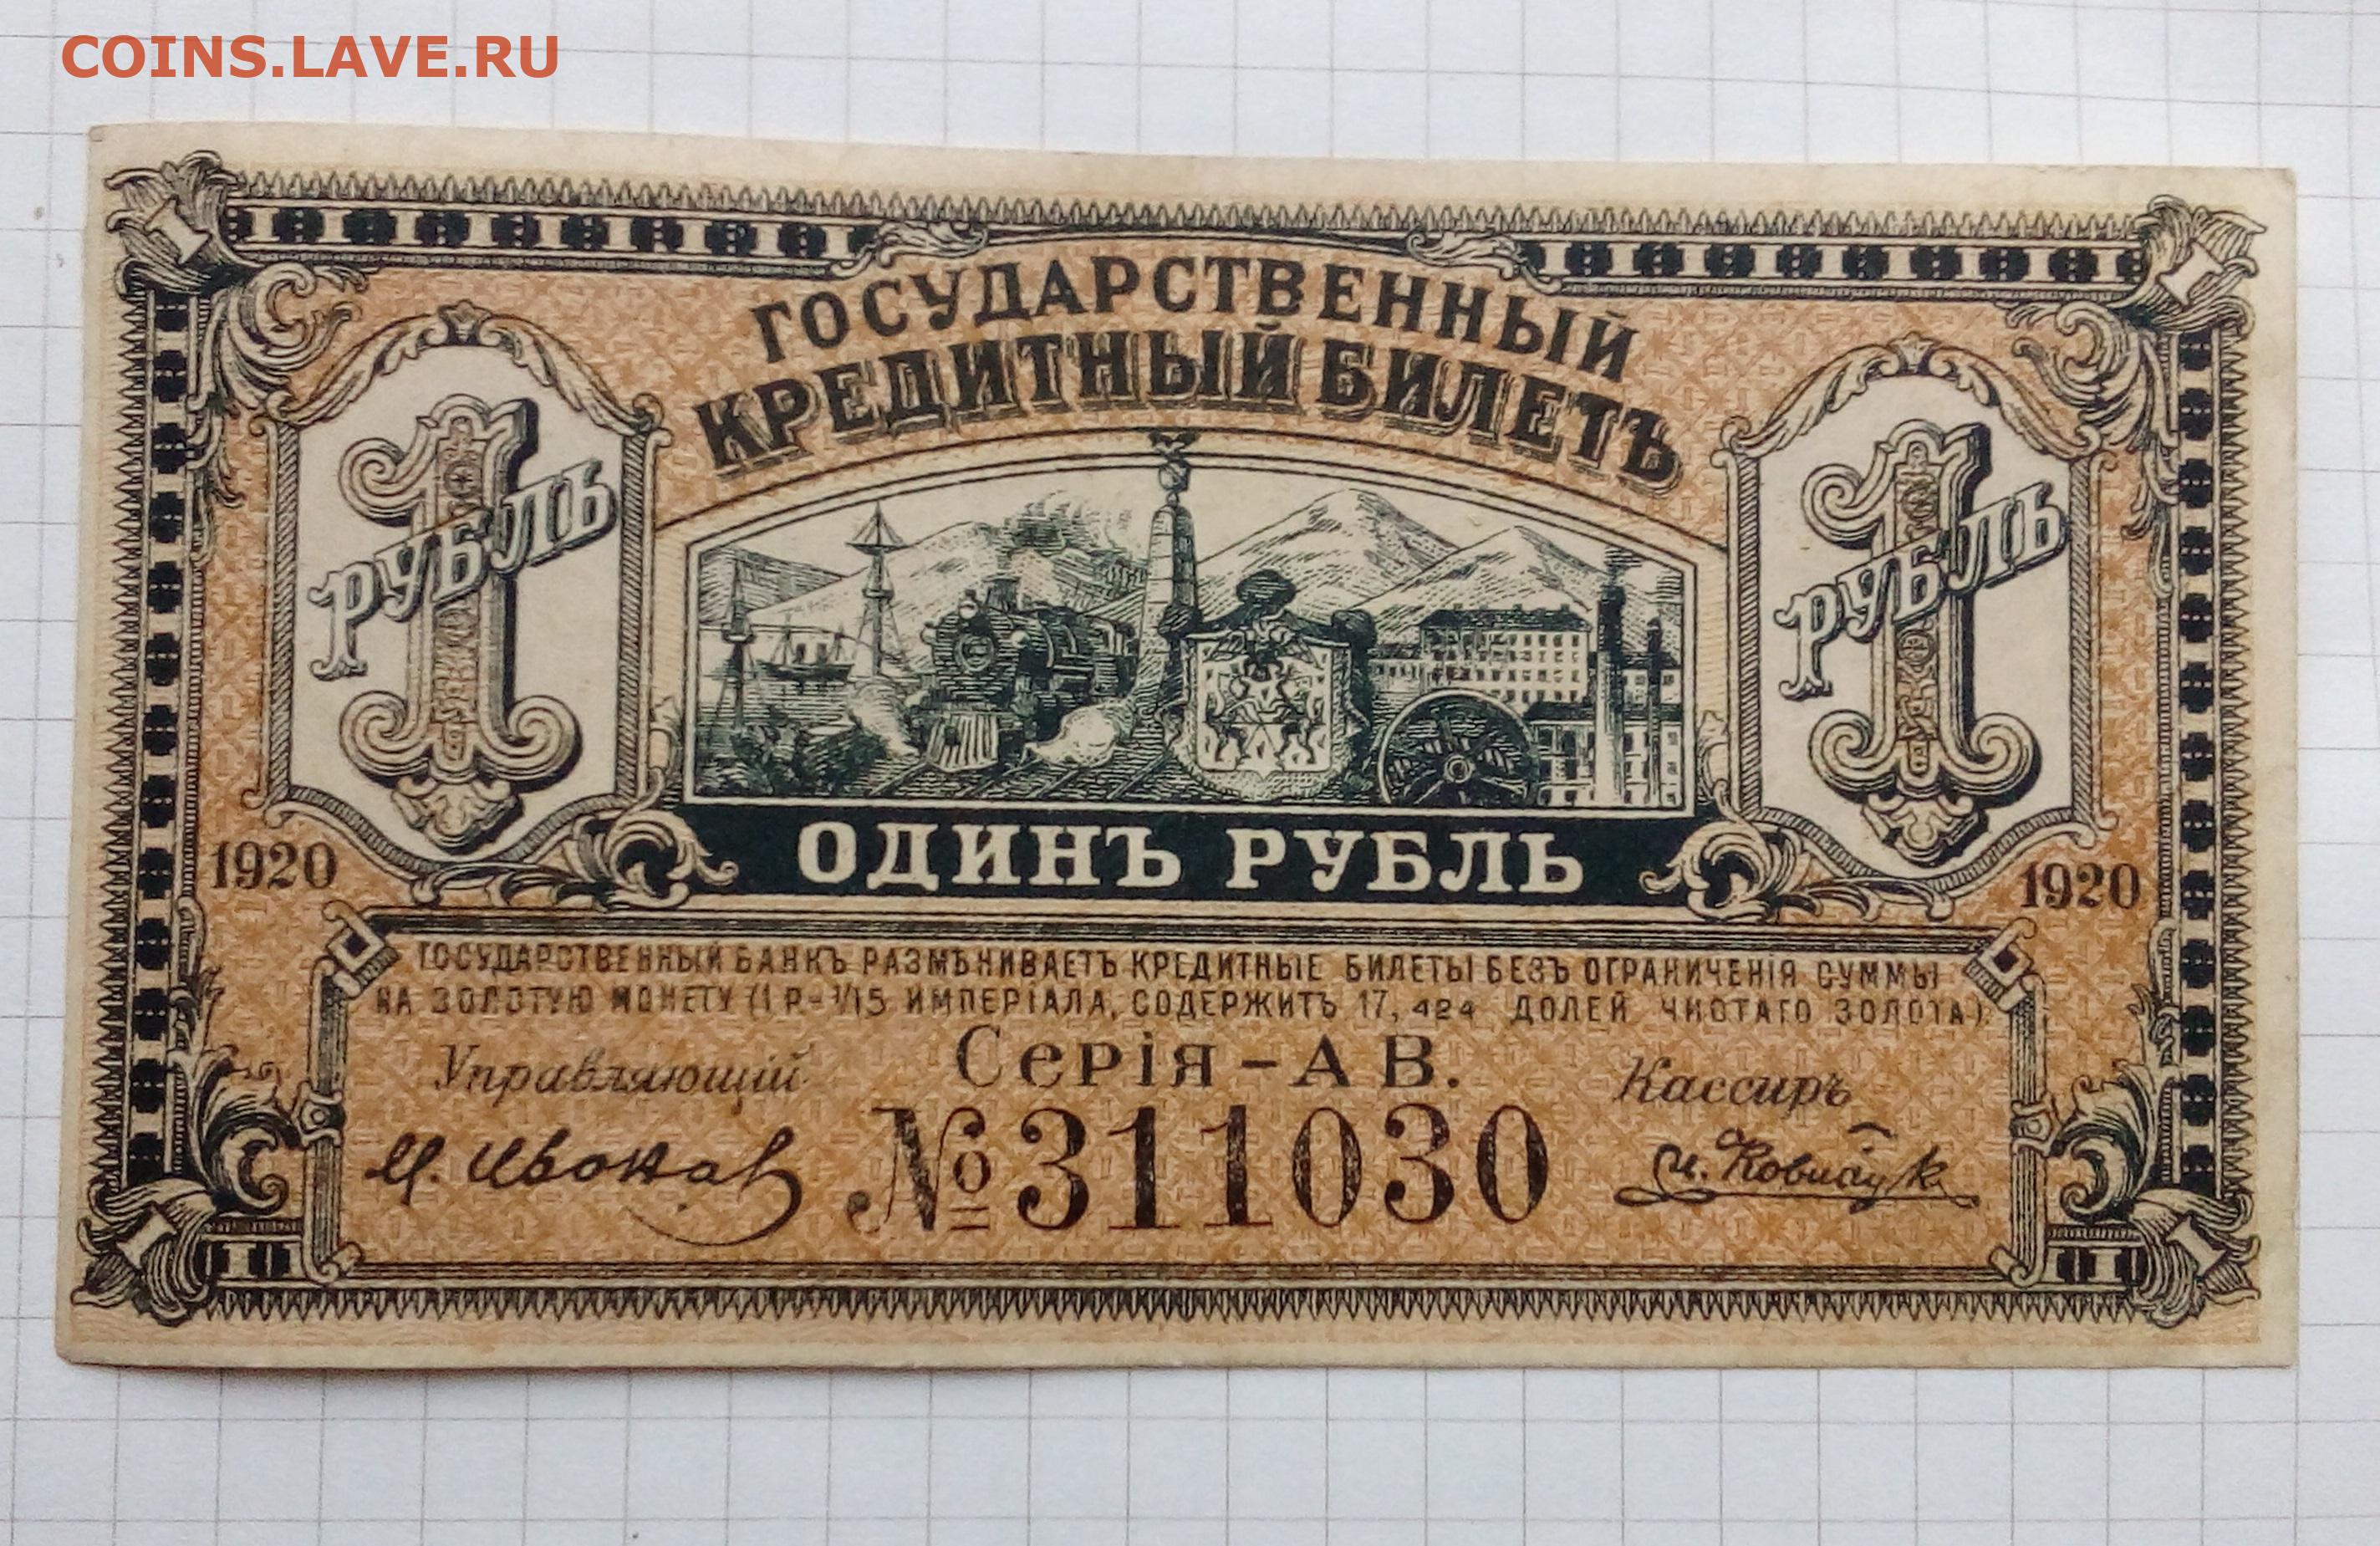 COINS.LAVE.RU
ГОСУДАРСТВЕННЫЙ
КРЕДИТНЫЙ БИЛЕТЪ
1 РУБЛЬ
1 РУБЛЬ
ОДИНЪ РУБЛЬ
1920
1920
ГОСУДАРСТВЕННЫЙ БАНКЪ РАЗМѢНИВАЕТЪ КРЕДИТНЫЕ БИЛЕТЫ БЕЗЪ ОГРАНИЧЕНІЯ СУММЫ
НА ЗОЛОТУЮ МОНЕТУ (1 Р.=1/15 ИМПЕРІАЛА, СОДЕРЖИТЪ 17,424 ДОЛЕЙ ЧИСТАГО ЗОЛОТА).
Управляющій
Серія - АВ.
Кассиръ
№ 311030